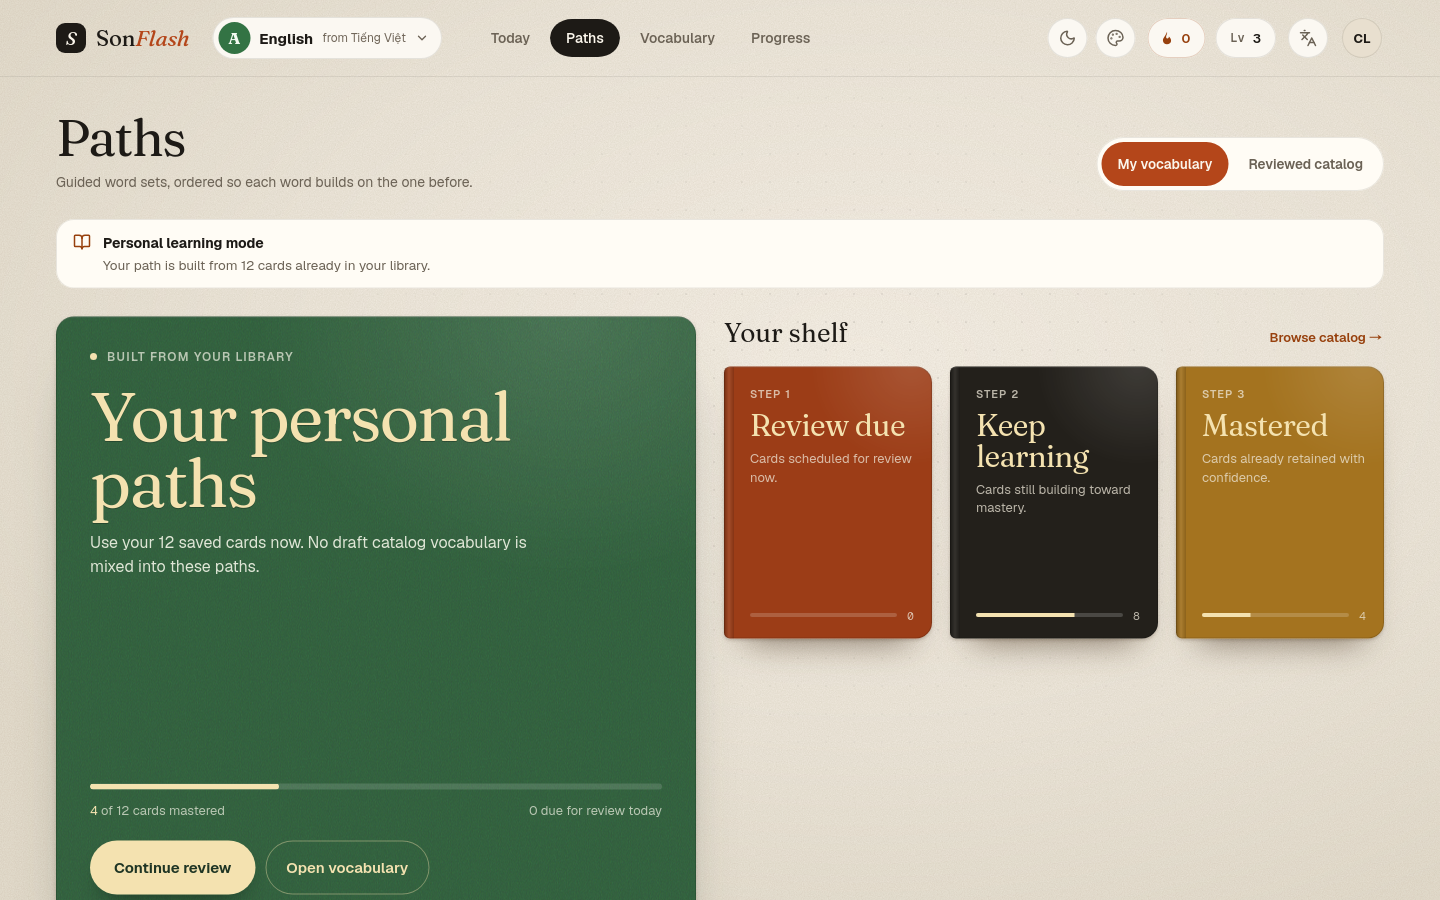 S SonFlash
A English from Tiếng Việt
Today Paths Vocabulary Progress
0
Lv 3
CL
Paths
Guided word sets, ordered so each word builds on the one before.
My vocabulary Reviewed catalog
Personal learning mode
Your path is built from 12 cards already in your library.
BUILT FROM YOUR LIBRARY
Your personal
paths
Use your 12 saved cards now. No draft catalog vocabulary is
mixed into these paths.
4 of 12 cards mastered
0 due for review today
Continue review
Open vocabulary
Your shelf
Browse catalog →
STEP 1
Review due
Cards scheduled for review
now.
0
STEP 2
Keep
learning
Cards still building toward
mastery.
8
STEP 3
Mastered
Cards already retained with
confidence.
4